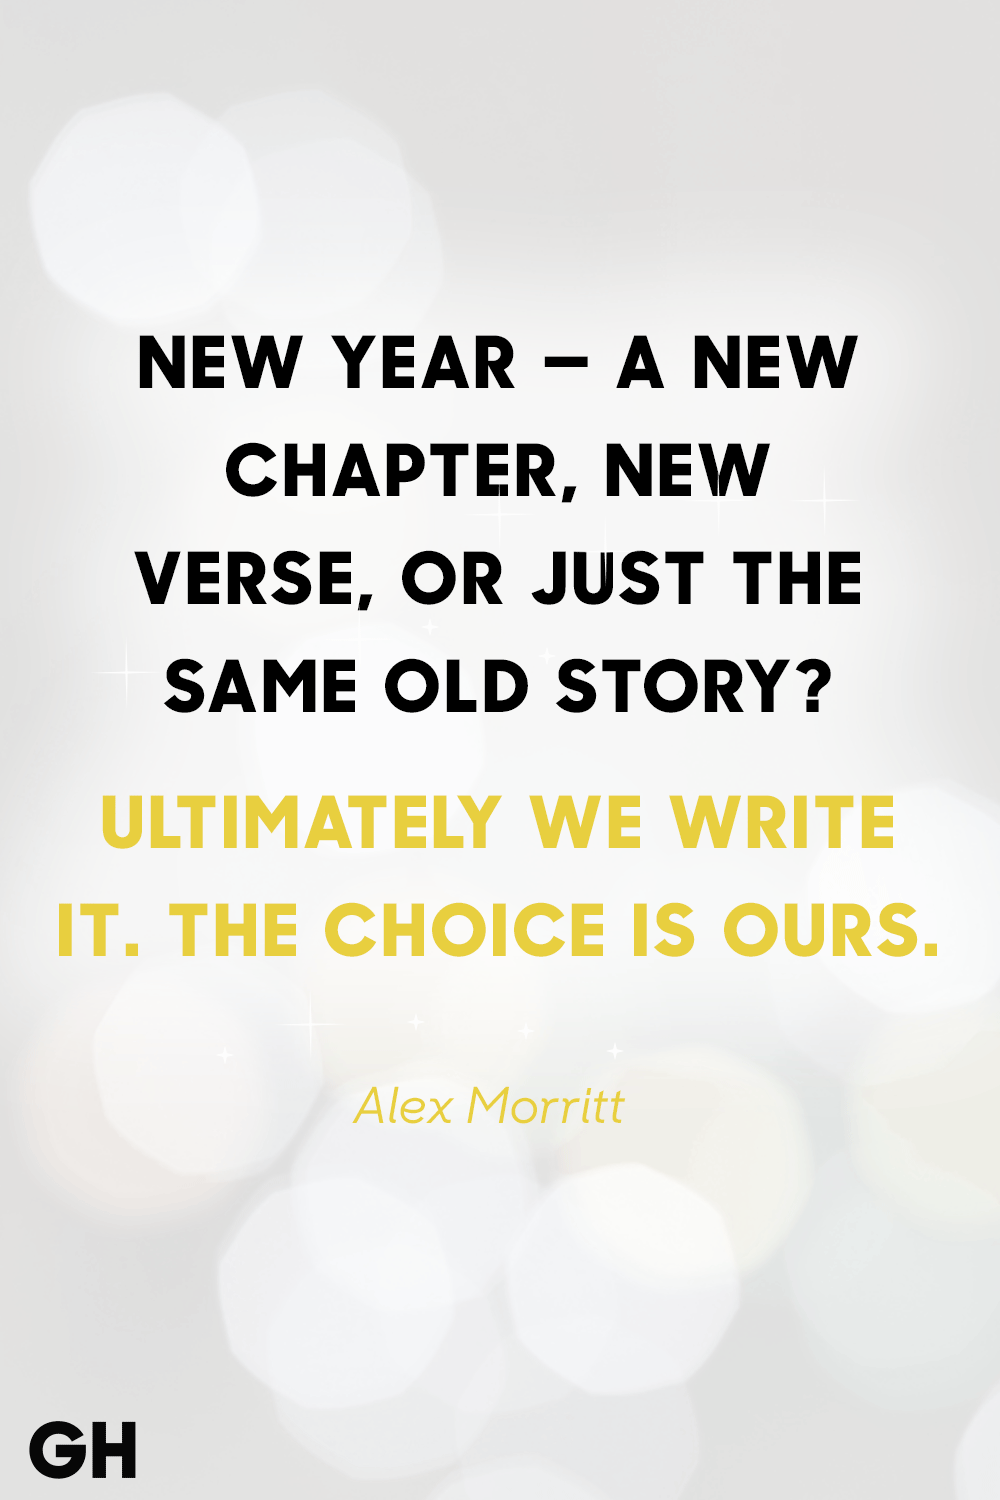 NEW YEAR — A NEW
CHAPTER, NEW
VERSE, OR JUST THE
SAME OLD STORY?
ULTIMATELY WE WRITE
IT. THE CHOICE IS OURS.
Alex Morritt
GH